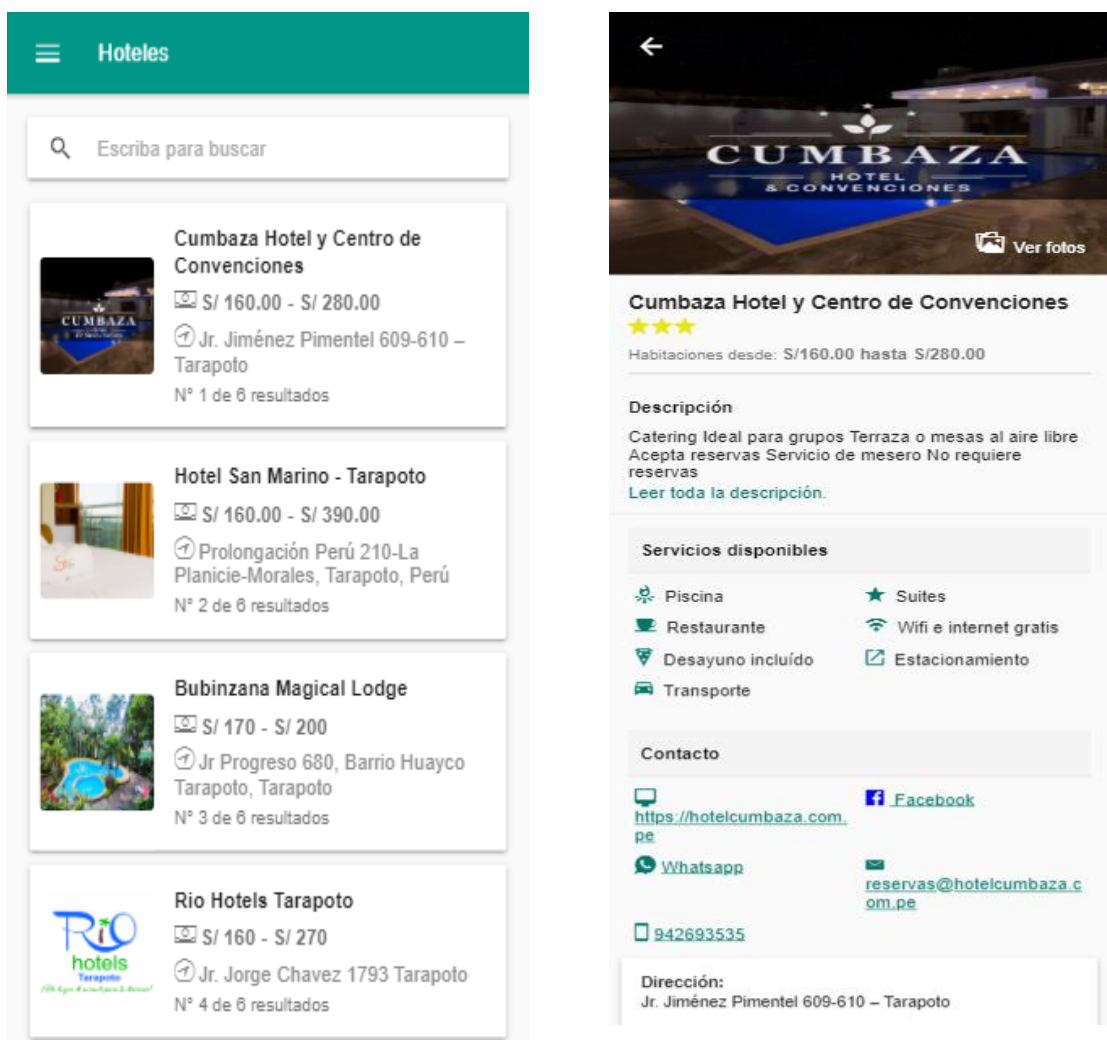 Hoteles
Escriba para buscar
CUMBAZA
Cumbaza Hotel y Centro de
Convenciones
S/ 160.00 - S/ 280.00
Jr. Jiménez Pimentel 609-610 –
Tarapoto
N° 1 de 6 resultados
Hotel San Marino - Tarapoto
S/ 160.00 - S/ 390.00
Prolongación Perú 210-La
Planicie-Morales, Tarapoto, Perú
N° 2 de 6 resultados
Bubinzana Magical Lodge
S/ 170 - S/ 200
Jr Progreso 680, Barrio Huayco
Tarapoto, Tarapoto
N° 3 de 6 resultados
RiO
hotels
Tarapoto
Rio Hotels Tarapoto
S/ 160 - S/ 270
Jr. Jorge Chavez 1793 Tarapoto
N° 4 de 6 resultados
CUMBAZA
HOTEL
& CONVENCIONES
Ver fotos
Cumbaza Hotel y Centro de Convenciones
Habitaciones desde: S/160.00 hasta S/280.00
Descripción
Catering Ideal para grupos Terraza o mesas al aire libre
Acepta reservas Servicio de mesero No requiere
reservas
Leer toda la descripción.
Servicios disponibles
Piscina
Suites
Restaurante
Wifi e internet gratis
Desayuno incluído
Estacionamiento
Transporte
Contacto
https://hotelcumbaza.com.
pe
Facebook
Whatsapp
reservas@hotelcumbaza.c
om.pe
942693535
Dirección:
Jr. Jiménez Pimentel 609-610 – Tarapoto